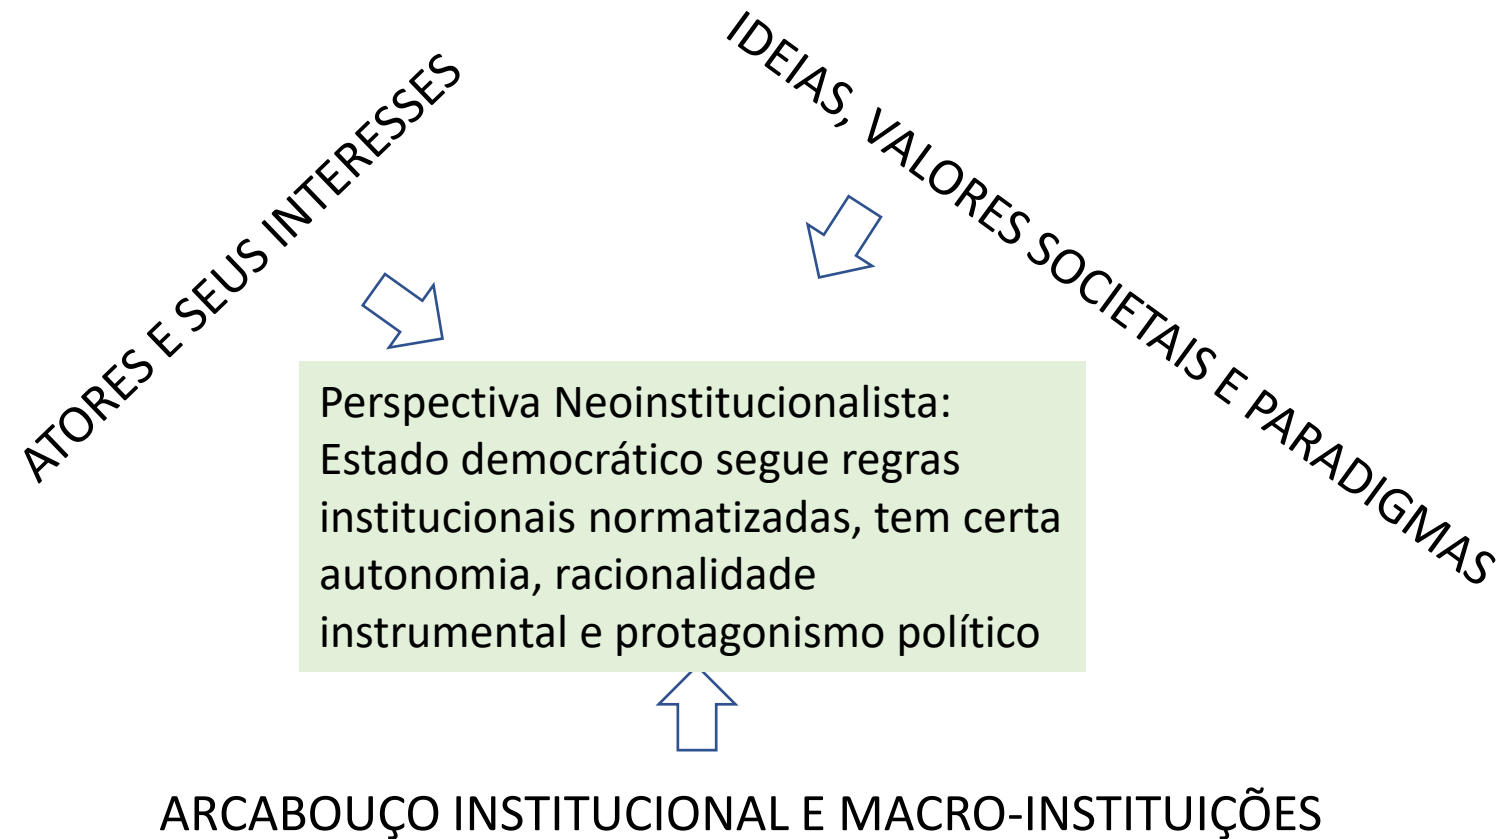 ATORES E SEUS INTERESSES
IDEIAS, VALORES SOCIETAIS E PARADIGMAS
Perspectiva Neoinstitucionalista:
Estado democrático segue regras
institucionais normatizadas, tem certa
autonomia, racionalidade
instrumental e protagonismo político
ARCABOUÇO INSTITUCIONAL E MACRO-INSTITUIÇÕES